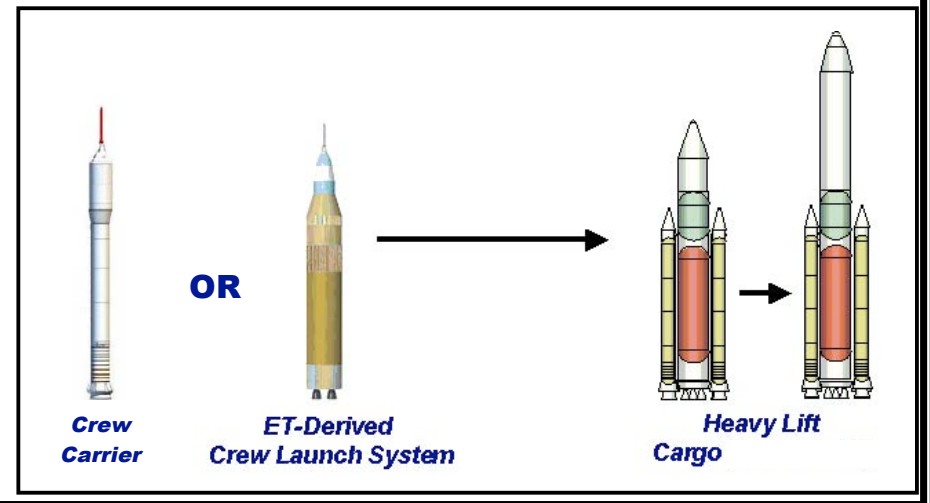 OR
Crew
Carrier
ET-Derived
Crew Launch System
Heavy Lift
Cargo